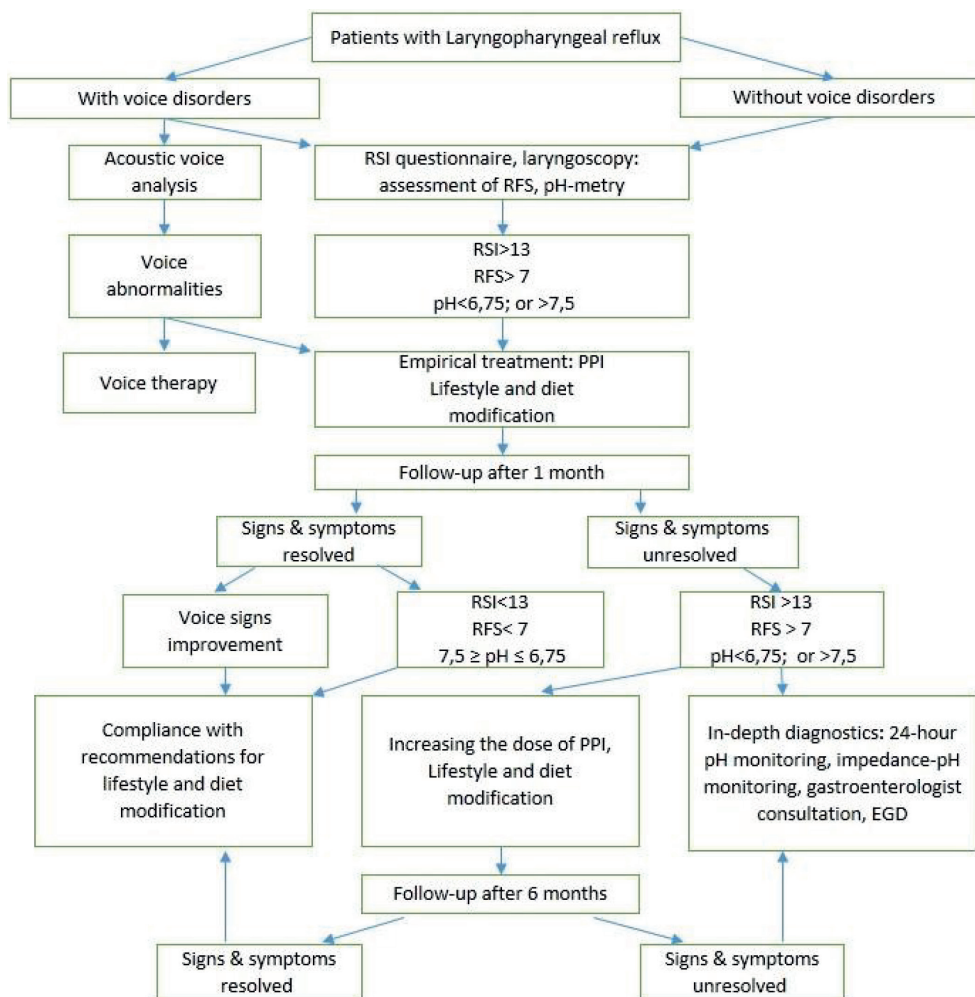 Patients with Laryngopharyngeal reflux
With voice disorders
Without voice disorders
Acoustic voice
analysis
RSI questionnaire, laryngoscopy:
assessment of RFS, pH-metry
Voice
abnormalities
RSI>13
RFS> 7
pH<6,75; or >7,5
Voice therapy
Empirical treatment: PPI
Lifestyle and diet
modification
Follow-up after 1 month
Signs & symptoms
resolved
Signs & symptoms
unresolved
Voice signs
improvement
RSI<13
RFS< 7
7,5 ≥ pH ≤ 6,75
RSI >13
RFS > 7
pH<6,75; or >7,5
Compliance with
recommendations for
lifestyle and diet
modification
Increasing the dose of PPI,
Lifestyle and diet
modification
In-depth diagnostics: 24-hour
pH monitoring, impedance-pH
monitoring, gastroenterologist
consultation, EGD
Follow-up after 6 months
Signs & symptoms
resolved
Signs & symptoms
unresolved